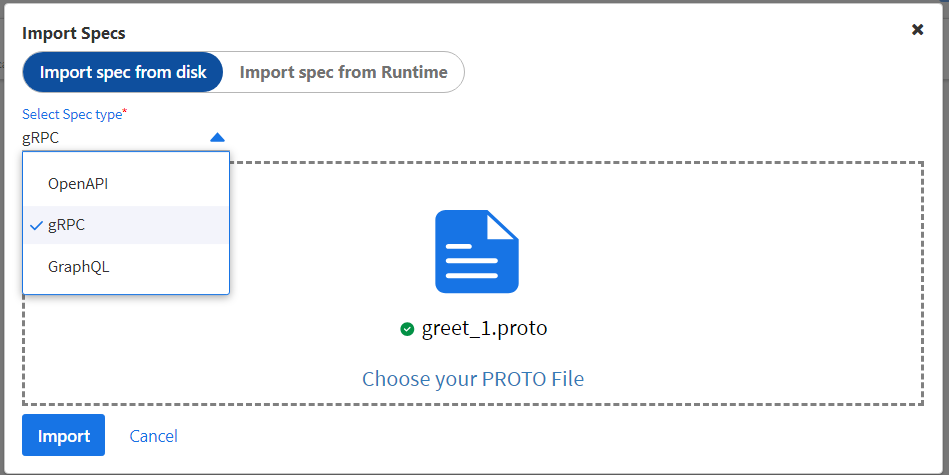 Import Specs
Import spec from disk Import spec from Runtime
Select Spec type*
gRPC
OpenAPI
gRPC
GraphQL
greet_1.proto
Choose your PROTO File
Import Cancel